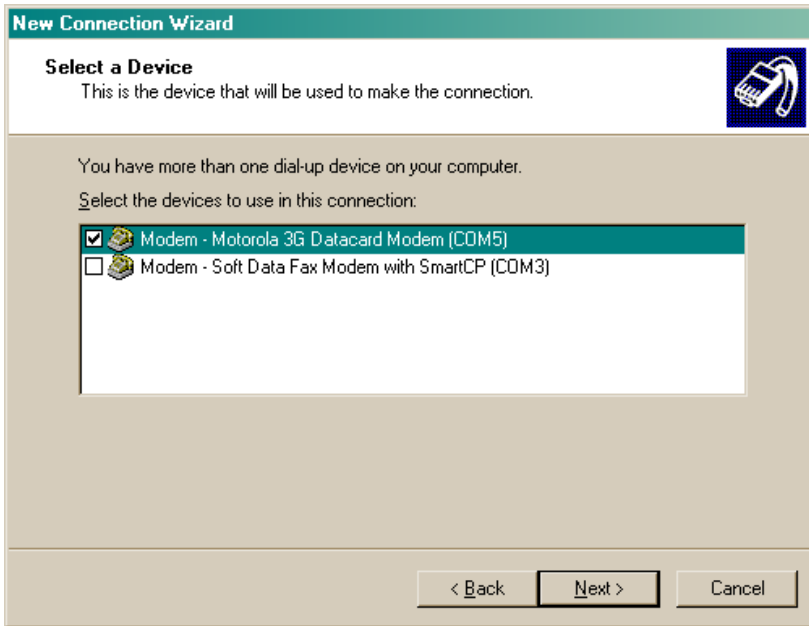 New Connection Wizard
Select a Device
This is the device that will be used to make the connection.
You have more than one dial-up device on your computer.
Select the devices to use in this connection:
Modem - Motorola 3G Datacard Modem (COM5)
Modem - Soft Data Fax Modem with SmartCP (COM3)
< Back Next > Cancel